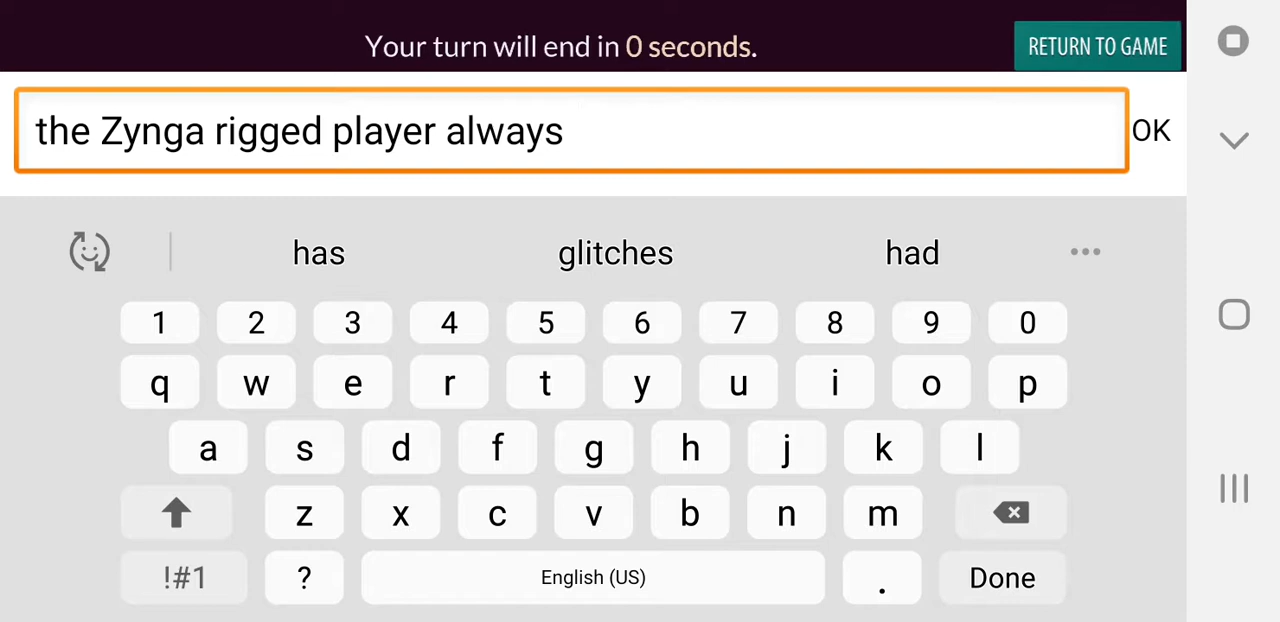 Your turn will end in 0 seconds.
RETURN TO GAME
the Zynga rigged player always
OK
has glitches had
1 2 3 4 5 6 7 8 9 0
q w e r t y u i o p
a s d f g h j k l
z x c v b n m
!#1 ? English (US) . Done